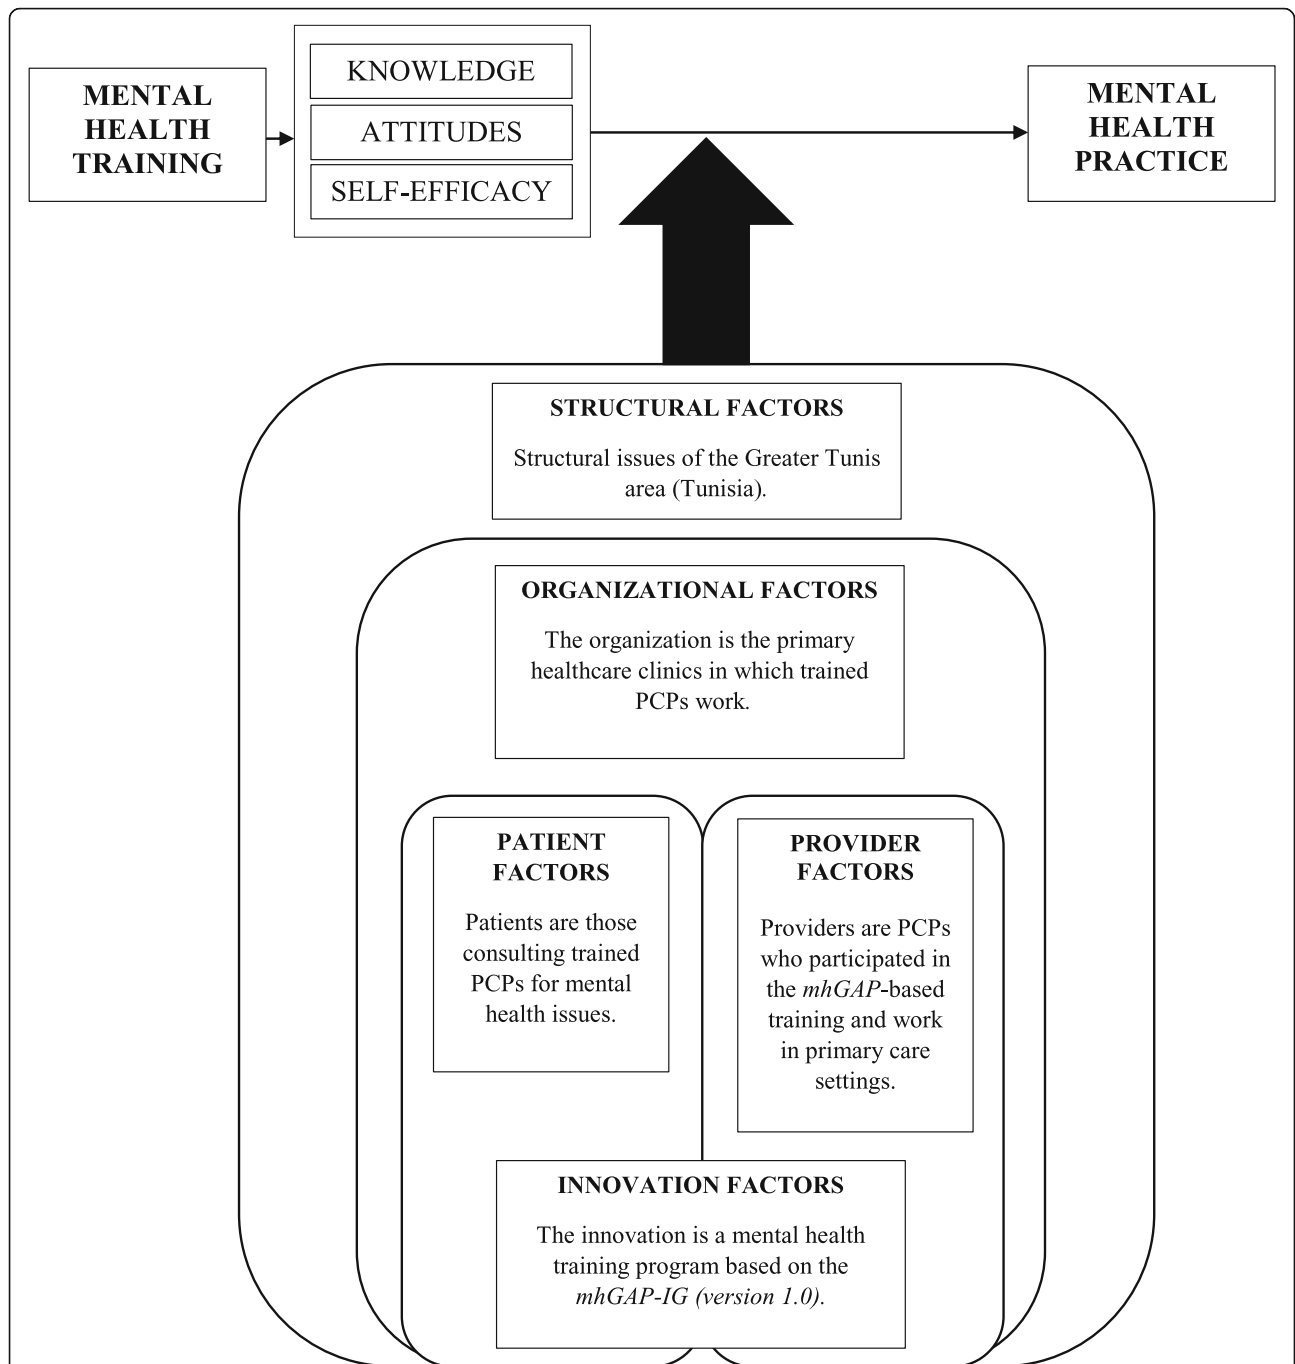 MENTAL
HEALTH
TRAINING
KNOWLEDGE
ATTITUDES
SELF-EFFICACY
MENTAL
HEALTH
PRACTICE
STRUCTURAL FACTORS
Structural issues of the Greater Tunis
area (Tunisia).
ORGANIZATIONAL FACTORS
The organization is the primary
healthcare clinics in which trained
PCPs work.
PATIENT
FACTORS
Patients are those
consulting trained
PCPs for mental
health issues.
PROVIDER
FACTORS
Providers are PCPs
who participated in
the mhGAP-based
training and work
in primary care
settings.
INNOVATION FACTORS
The innovation is a mental health
training program based on the
mhGAP-IG (version 1.0).